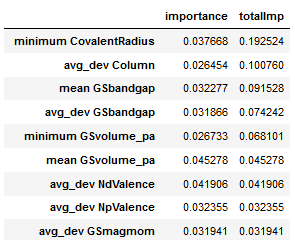 importance totalImp
minimum CovalentRadius 0.037668 0.192524
avg_dev Column 0.026454 0.100760
mean GSbandgap 0.032277 0.091528
avg_dev GSbandgap 0.031866 0.074242
minimum GSvolume_pa 0.026733 0.068101
mean GSvolume_pa 0.045278 0.045278
avg_dev NdValence 0.041906 0.041906
avg_dev NpValence 0.032355 0.032355
avg_dev GSmagmom 0.031941 0.031941